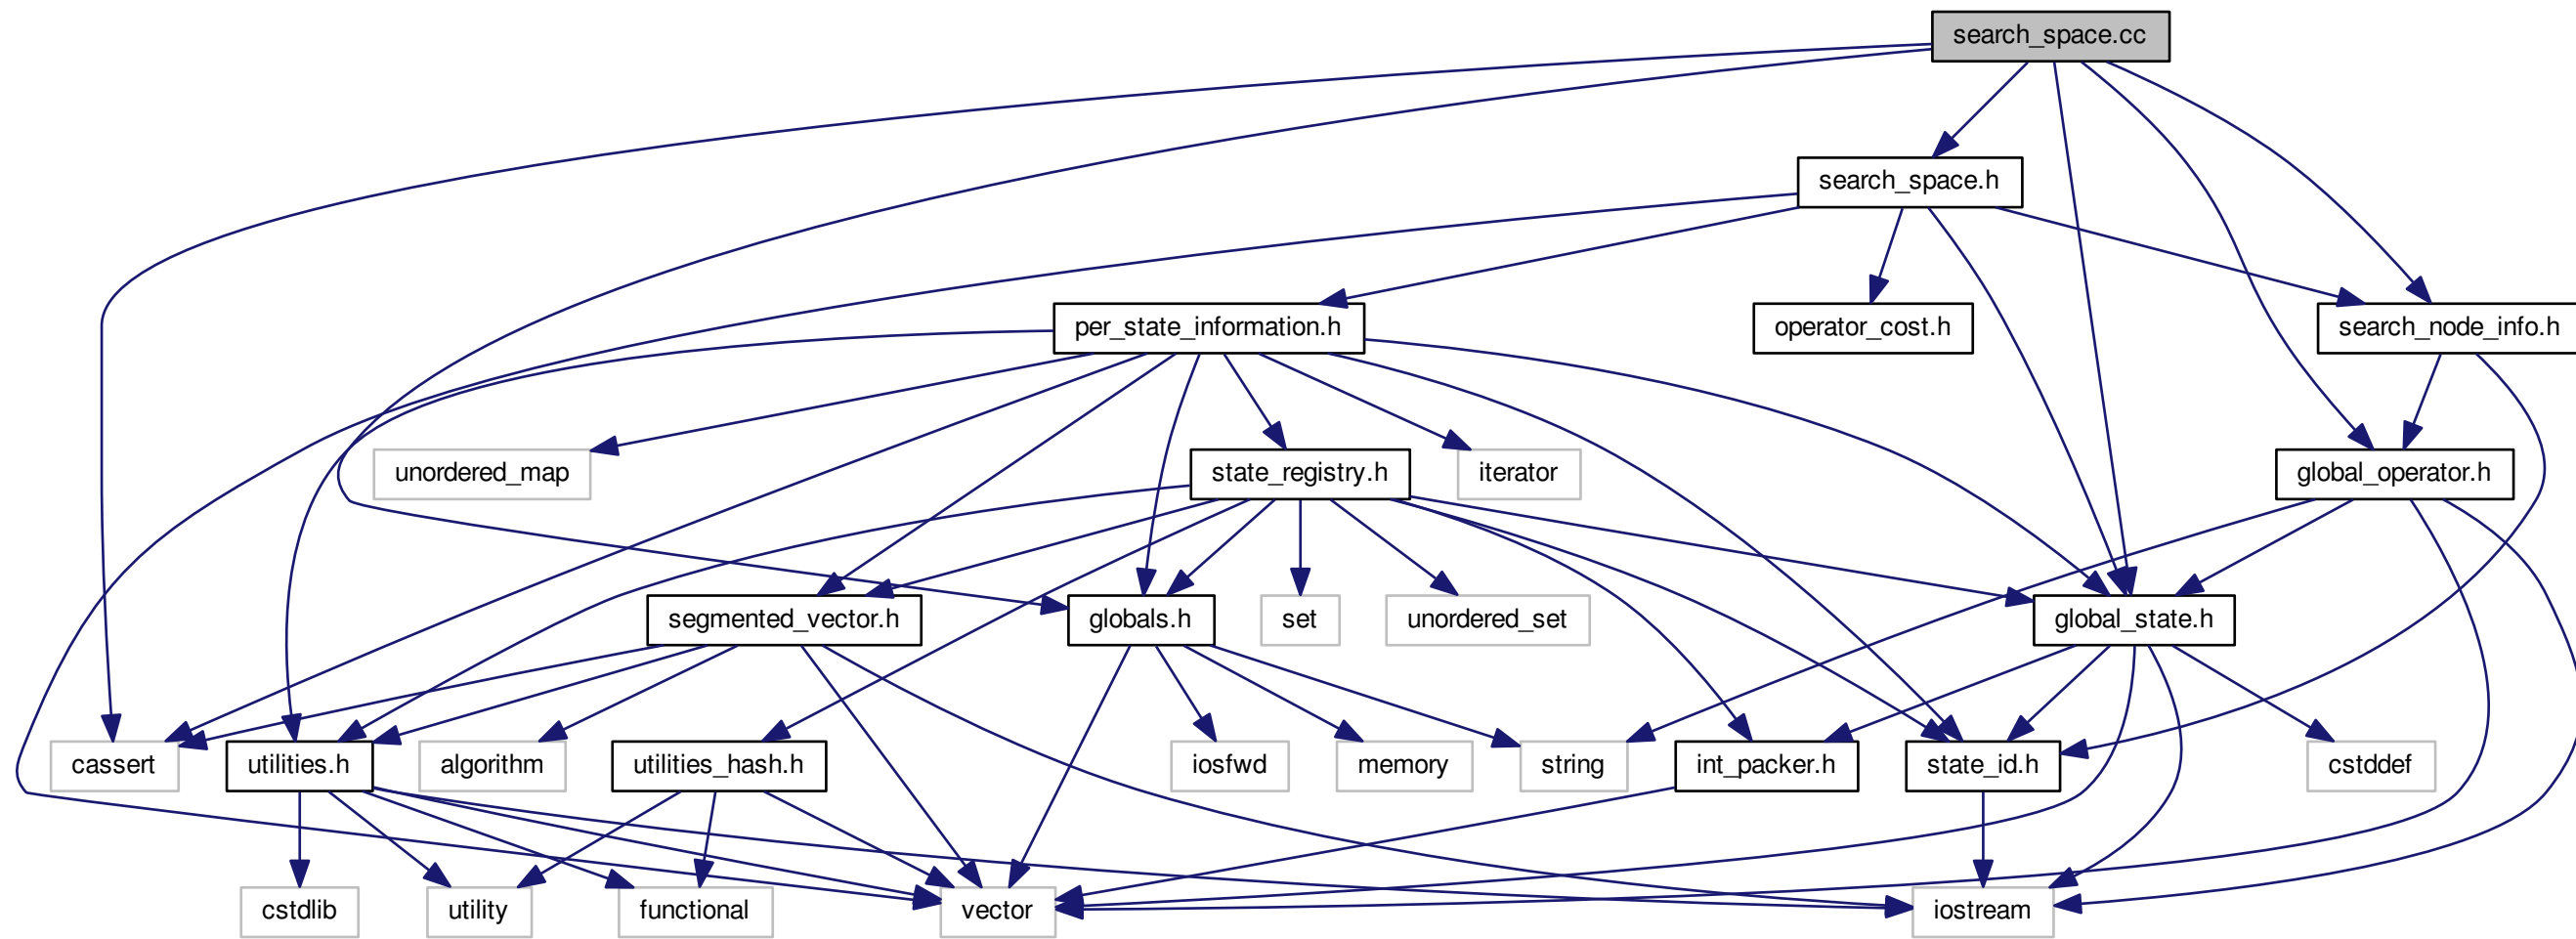 search_space.cc
search_space.h
per_state_information.h
operator_cost.h
search_node_info.h
unordered_map
state_registry.h
iterator
global_operator.h
segmented_vector.h
globals.h
set
unordered_set
global_state.h
cassert
utilities.h
algorithm
utilities_hash.h
iosfwd
memory
string
int_packer.h
state_id.h
cstddef
cstdlib
utility
functional
vector
iostream